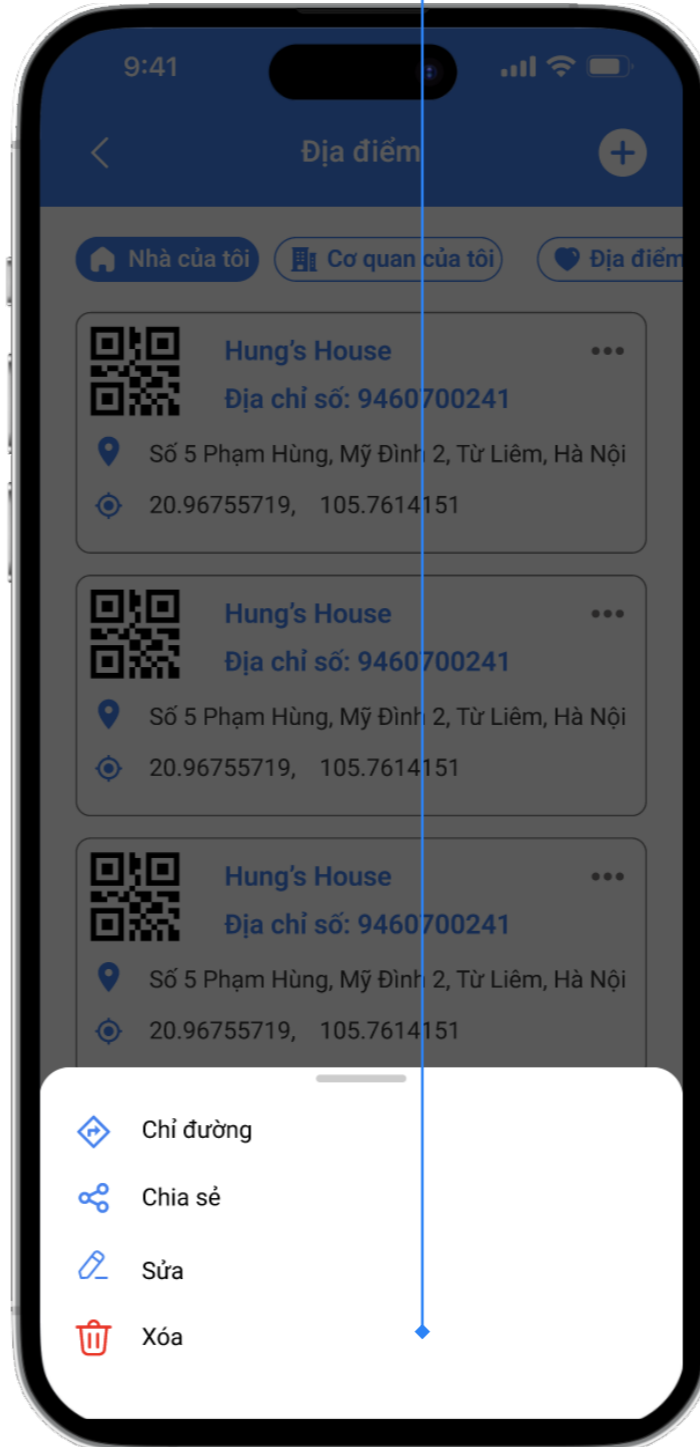 9:41
Địa điểm
Nhà của tôi Cơ quan của tôi Địa điểm
Hung's House
Địa chỉ số: 9460700241
Số 5 Phạm Hùng, Mỹ Đình 2, Từ Liêm, Hà Nội
20.96755719, 105.7614151
Hung's House
Địa chỉ số: 9460700241
Số 5 Phạm Hùng, Mỹ Đình 2, Từ Liêm, Hà Nội
20.96755719, 105.7614151
Hung's House
Địa chỉ số: 9460700241
Số 5 Phạm Hùng, Mỹ Đình 2, Từ Liêm, Hà Nội
20.96755719, 105.7614151
Chỉ đường
Chia sẻ
Sửa
Xóa